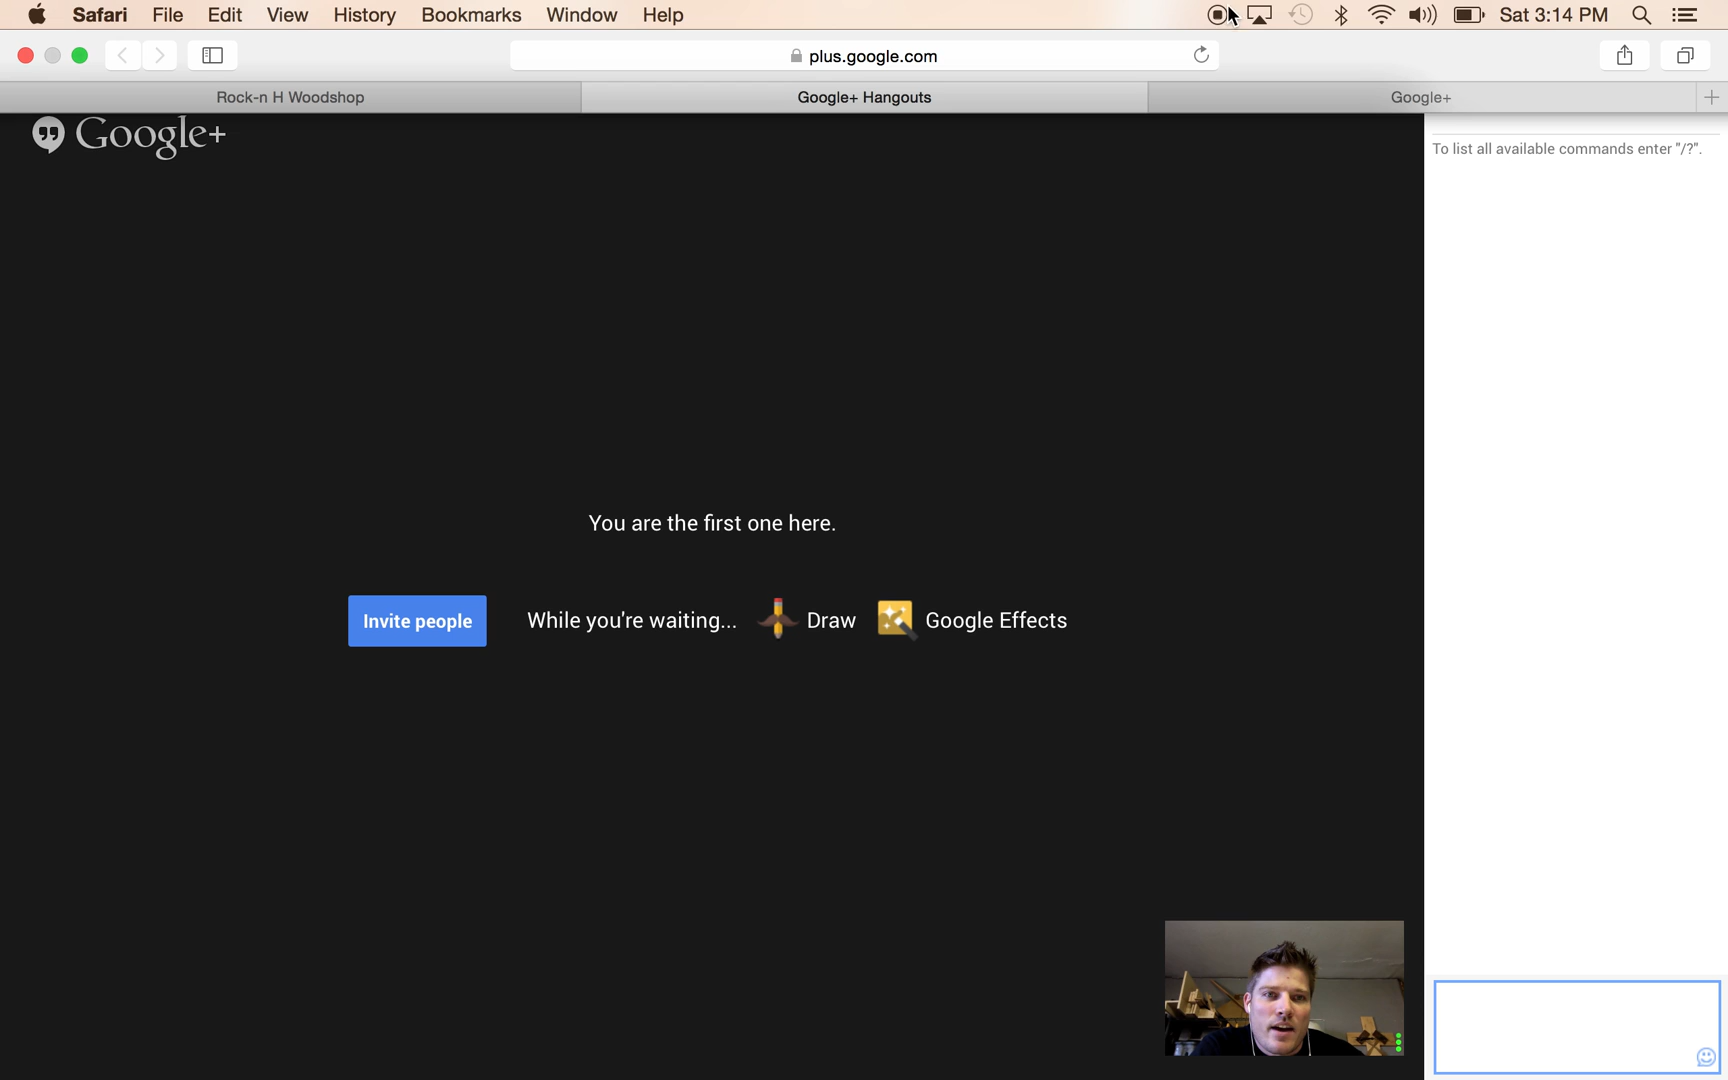 Safari File Edit View History Bookmarks Window Help Sat 3:14 PM
plus.google.com
Rock-n H Woodshop Google+ Hangouts Google+
Google+
To list all available commands enter "/?".
You are the first one here.
Invite people While you're waiting... Draw Google Effects